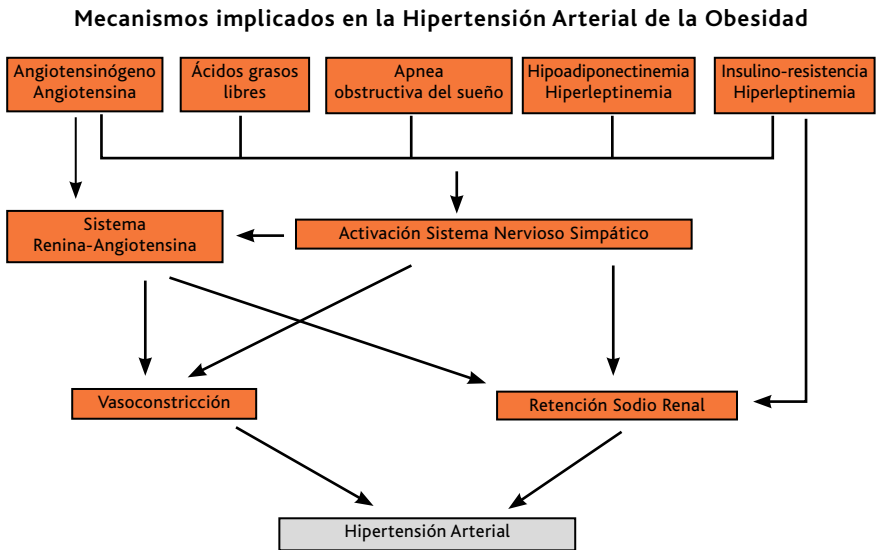 Mecanismos implicados en la Hipertensión Arterial de la Obesidad
Angiotensinógeno
Angiotensina
Ácidos grasos
libres
Apnea
obstructiva del sueño
Hipoadiponectinemia
Hiperleptinemia
Insulino-resistencia
Hiperleptinemia
Sistema
Renina-Angiotensina
Activación Sistema Nervioso Simpático
Vasoconstricción
Retención Sodio Renal
Hipertensión Arterial